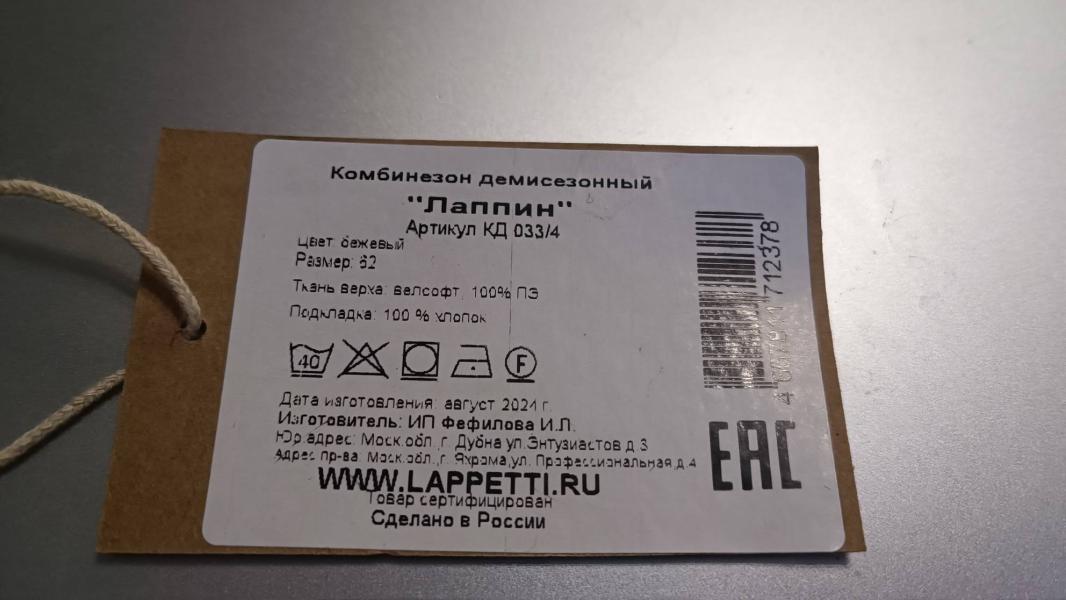 Комбинезон демисезонный
"Лаппин"
Артикул КД 033/4
Цвет: бежевый
Размер: 62
Ткань верха: велсофт, 100% ПЭ
Подкладка: 100 % хлопок
40
F
Дата изготовления: август 2024 г.
Изготовитель: ИП Фефилова И.Л.
Юр.адрес: Моск.обл.,г. Дубна ул.Энтузиастов д.3
Адрес пр-ва: Моск.обл.,г. Яхрома,ул. Профессиональная,д.4
WWW.LAPPETTI.RU
Товар сертифицирован
Сделано в России
712378
EAC